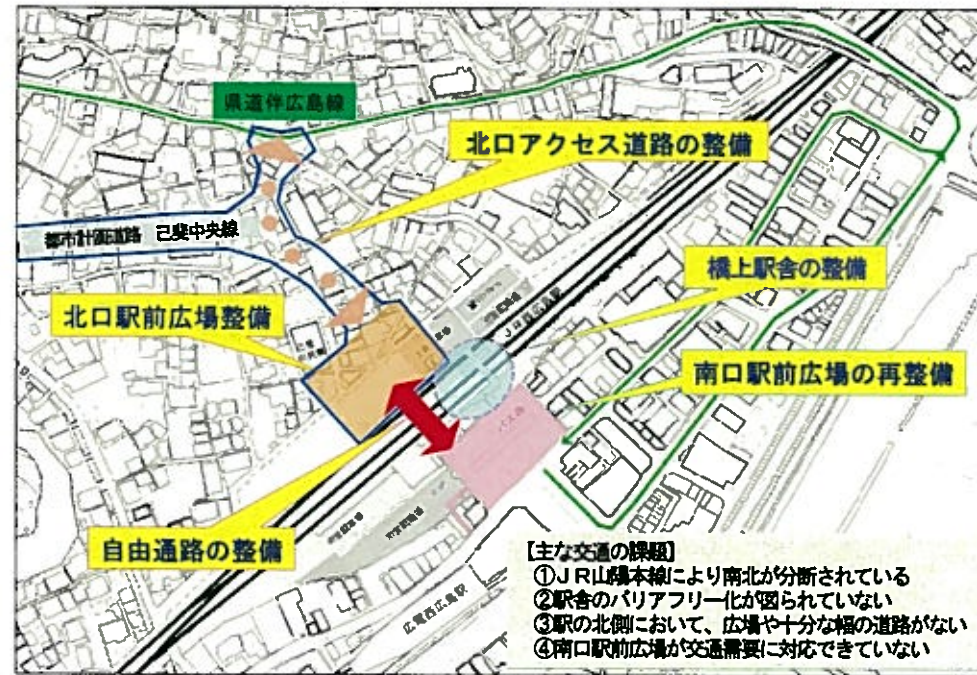 県道伴広島線
北口アクセス道路の整備
都市計画道路 己斐中央線
橋上駅舎の整備
北口駅前広場整備
南口駅前広場の再整備
自由通路の整備
広電西広島駅
【主な交通の課題】
①JR山陽本線により南北が分断されている
②駅舎のバリアフリー化が図られていない
③駅の北側において、広場や十分な幅の道路がない
④南口駅前広場が交通需要に対応できていない